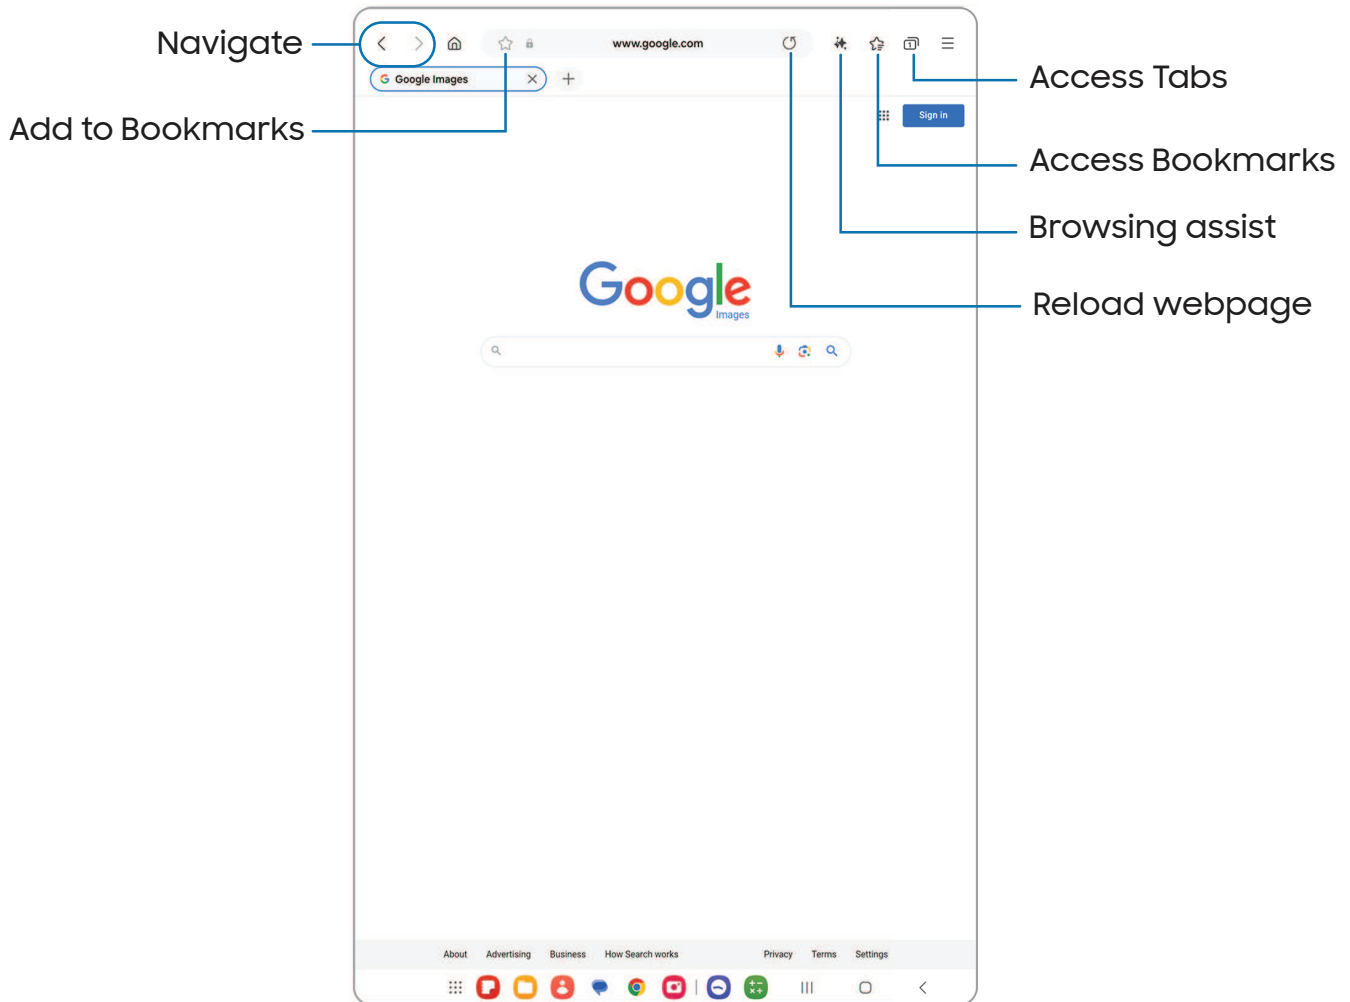 Navigate
www.google.com
1
G Google Images
Access Tabs
Add to Bookmarks
Sign in
Access Bookmarks
Browsing assist
Google
Images
Reload webpage
About Advertising Business How Search works Privacy Terms Settings